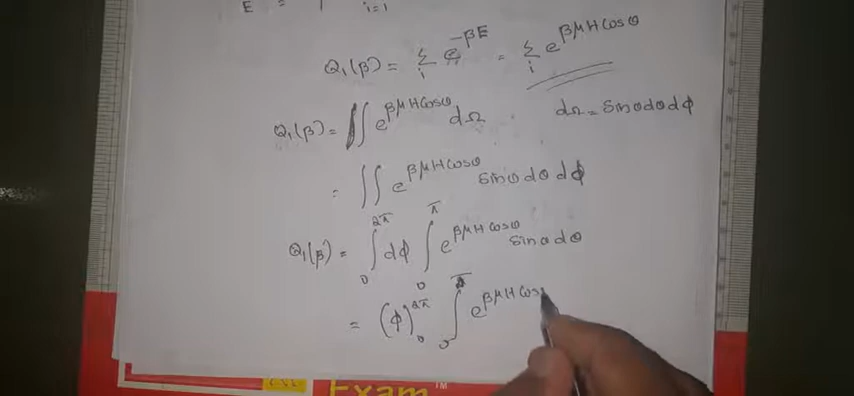 E = i=1
Q₁(β) = Σᵢ e^{-βE} = Σᵢ e^{βμH cosθ}
Q₁(β) = ∬ e^{βμH cosθ} dΩ dΩ = sinθ dθ dϕ
= ∬ e^{βμH cosθ} sinθ dθ dϕ
Q₁(β) = ∫₀^{2π} dϕ ∫₀^{π} e^{βμH cosθ} sinθ dθ
= (ϕ)₀^{2π} ∫₀^{π} e^{βμH cos
Exam™